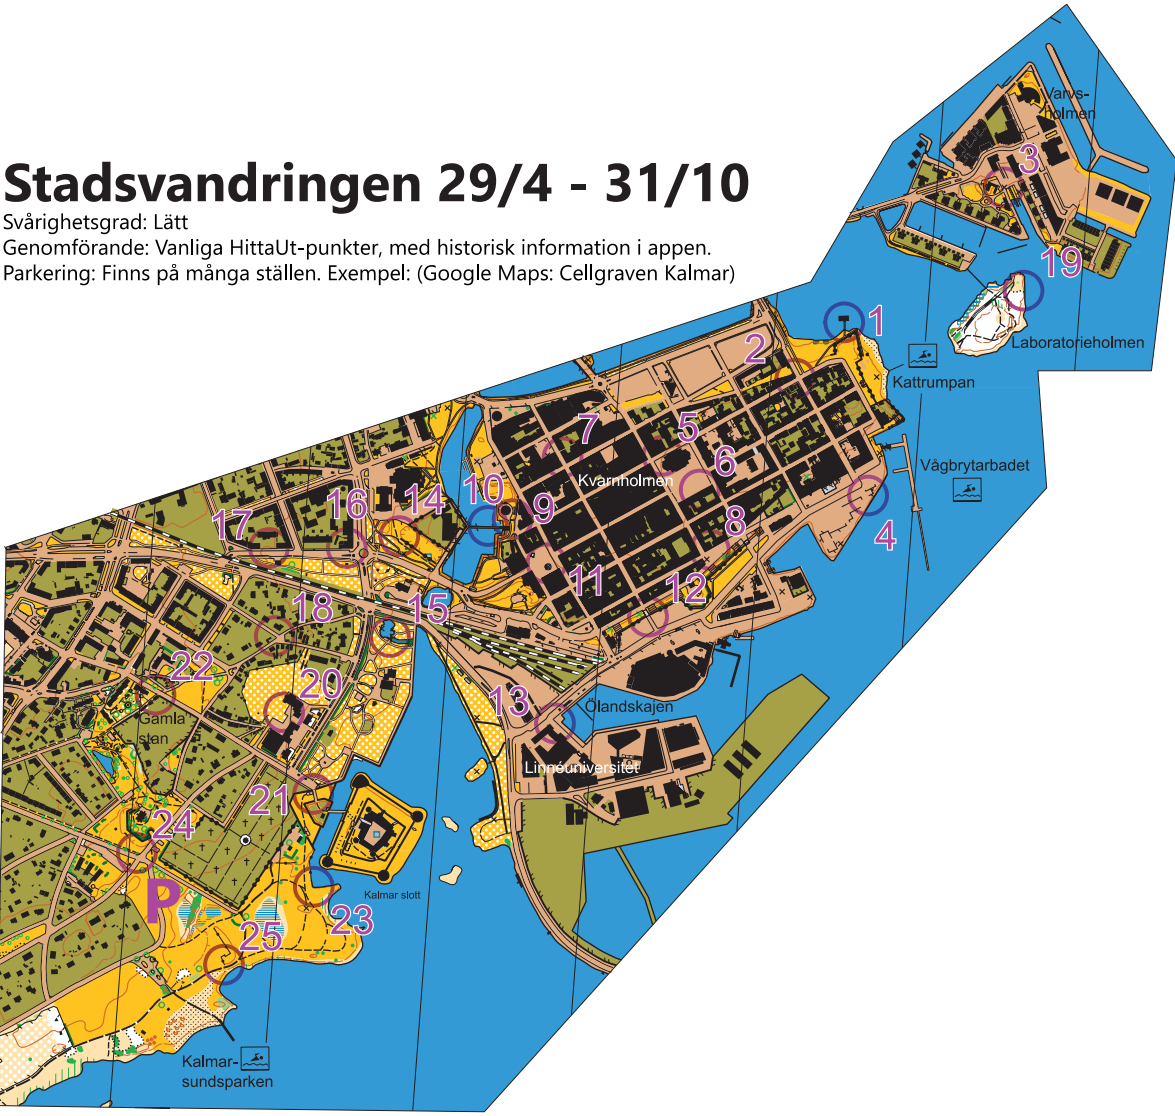 Stadsvandringen 29/4 - 31/10
Svårighetsgrad: Lätt
Genomförande: Vanliga HittaUt-punkter, med historisk information i appen.
Parkering: Finns på många ställen. Exempel: (Google Maps: Cellgraven Kalmar)
Varvs-
holmen
3
19
Laboratorieholmen
1
2
Kattrumpan
7
5
6
Kvarnholmen
Vågbrytarbadet
4
10
9
8
14
16
17
11
12
15
18
22
20
13
Gamla
stan
Ölandskajen
Linnéuniversitet
21
24
P
Kalmar slott
23
25
Kalmar-
sundsparken